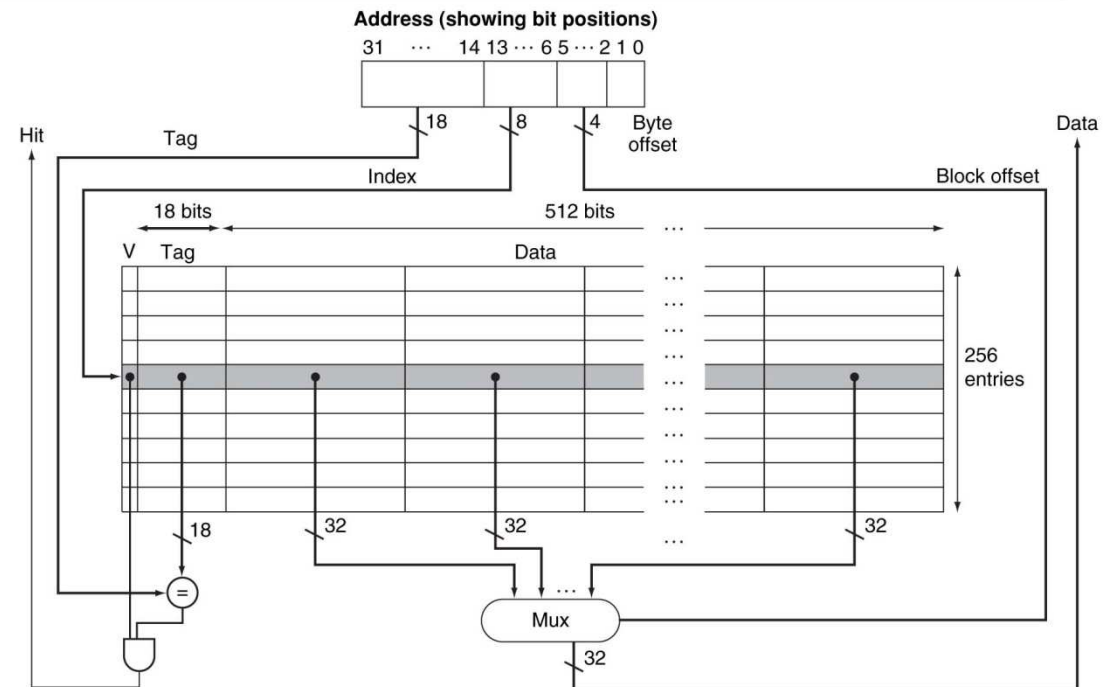 Address (showing bit positions)
31 ··· 14 13 ··· 6 5 ··· 2 1 0
18 8 4 Byte offset
Hit Tag Data
Index Block offset
18 bits 512 bits ...
V Tag Data
...
...
...
...
...
256 entries
...
...
...
...
...
18 32 32 ... 32
= ...
Mux
32